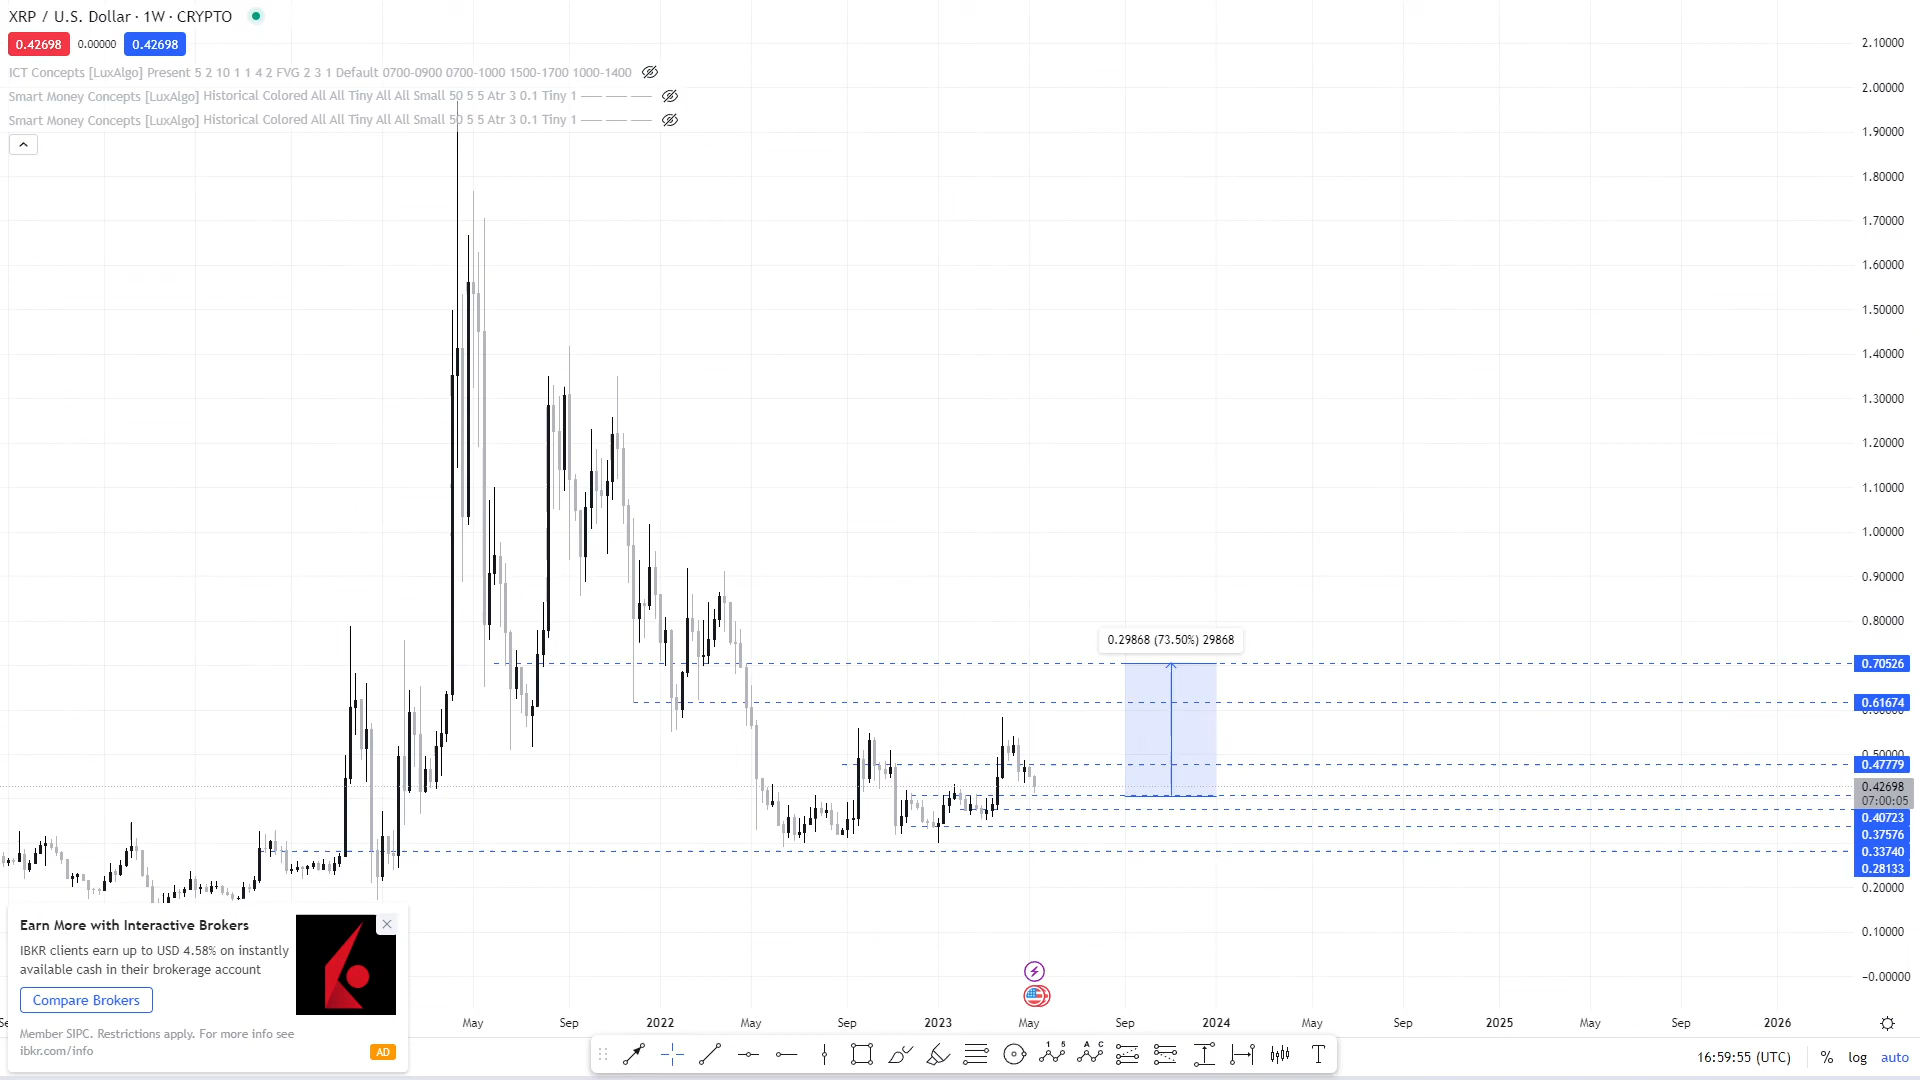 XRP / U.S. Dollar · 1W · CRYPTO
0.42698 0.00000 0.42698
ICT Concepts [LuxAlgo] Present 5 2 10 1 1 4 2 FVG 2 3 1 Default 0700-0900 0700-1000 1500-1700 1000-1400
Smart Money Concepts [LuxAlgo] Historical Colored All All Tiny All All Small 50 5 5 Atr 3 0.1 Tiny 1
Smart Money Concepts [LuxAlgo] Historical Colored All All Tiny All All Small 50 5 5 Atr 3 0.1 Tiny 1
2.10000
2.00000
1.90000
1.80000
1.70000
1.60000
1.50000
1.40000
1.30000
1.20000
1.10000
1.00000
0.90000
0.80000
0.29868 (73.50%) 29868
0.70526
0.61674
0.60000
0.50000
0.47779
0.42698
07:00:05
0.40723
0.37576
0.33740
0.28133
0.20000
0.10000
−0.00000
Earn More with Interactive Brokers
IBKR clients earn up to USD 4.58% on instantly
available cash in their brokerage account
Compare Brokers
Member SIPC. Restrictions apply. For more info see
ibkr.com/info
AD
May Sep 2022 May Sep 2023 May Sep 2024 May Sep 2025 May Sep 2026
16:59:55 (UTC) % log auto